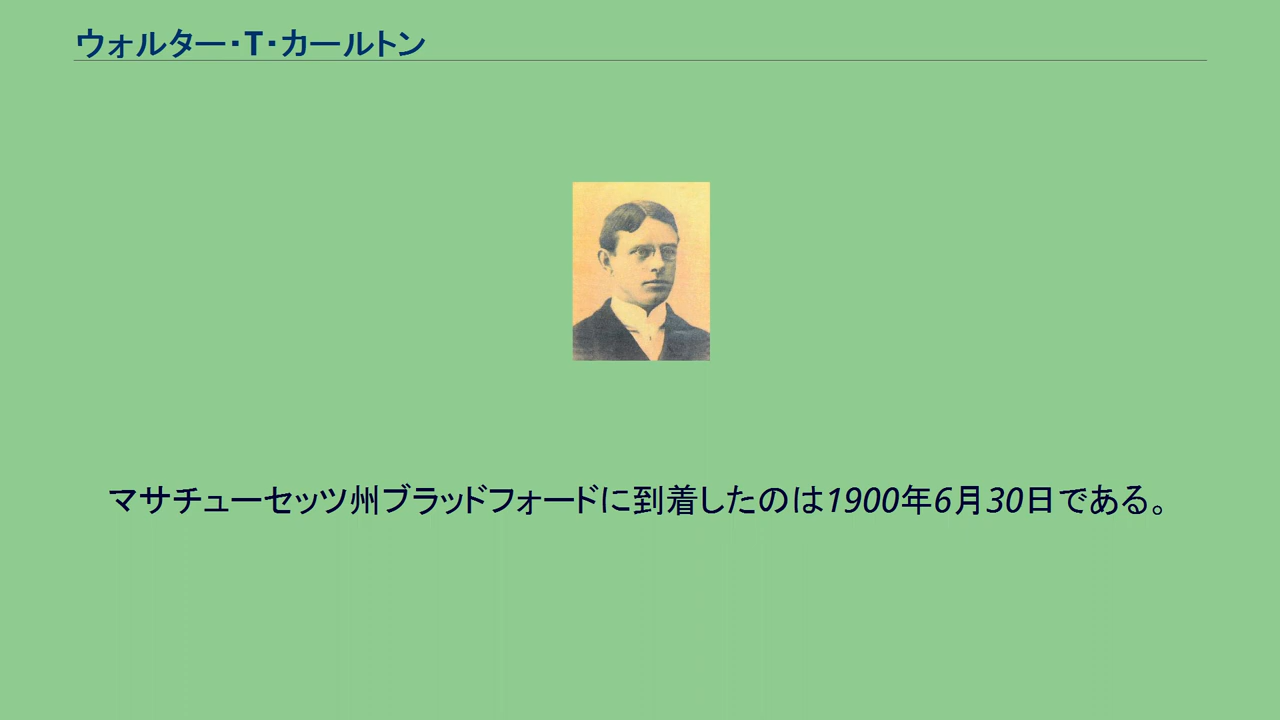 ウォルター・T・カールトン
マサチューセッツ州ブラッドフォードに到着したのは1900年6月30日である。